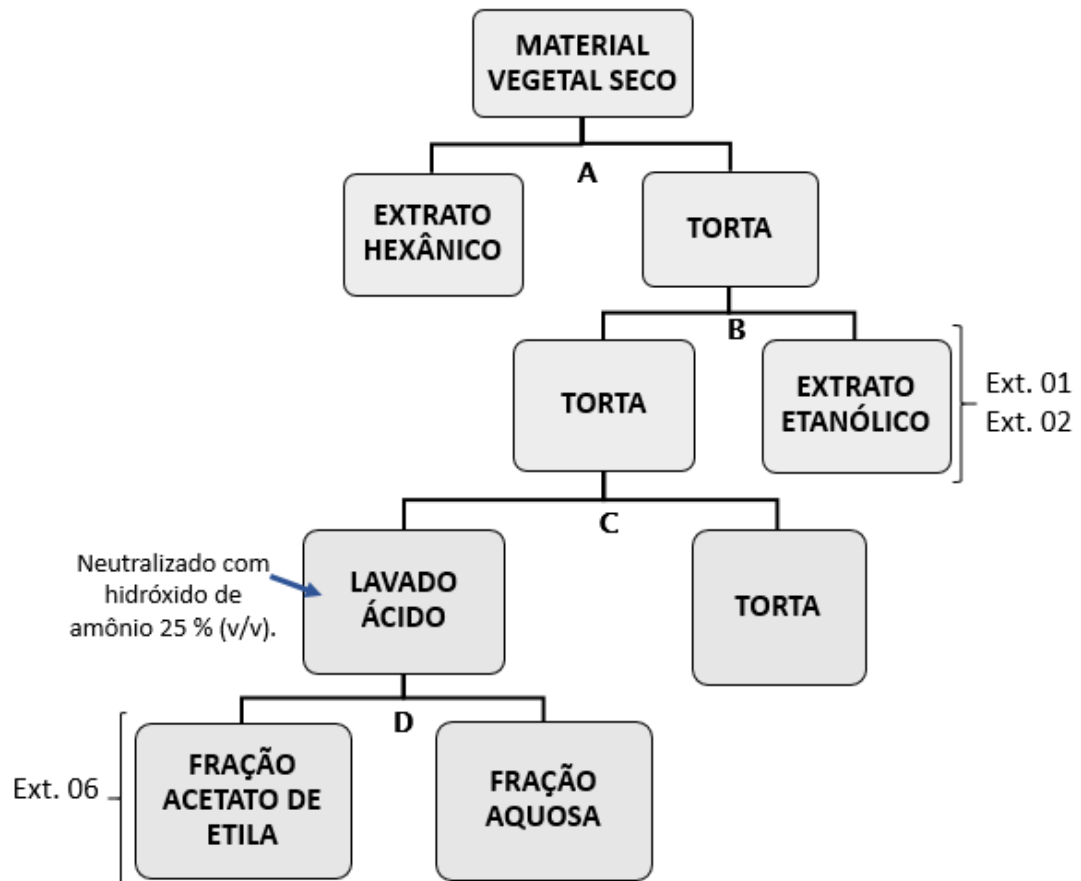 MATERIAL
VEGETAL SECO
A
EXTRATO
HEXÂNICO
TORTA
B
TORTA
EXTRATO
ETANÓLICO
Ext. 01
Ext. 02
C
Neutralizado com
hidróxido de
amônio 25 % (v/v).
LAVADO
ÁCIDO
TORTA
D
Ext. 06
FRAÇÃO
ACETATO DE
ETILA
FRAÇÃO
AQUOSA